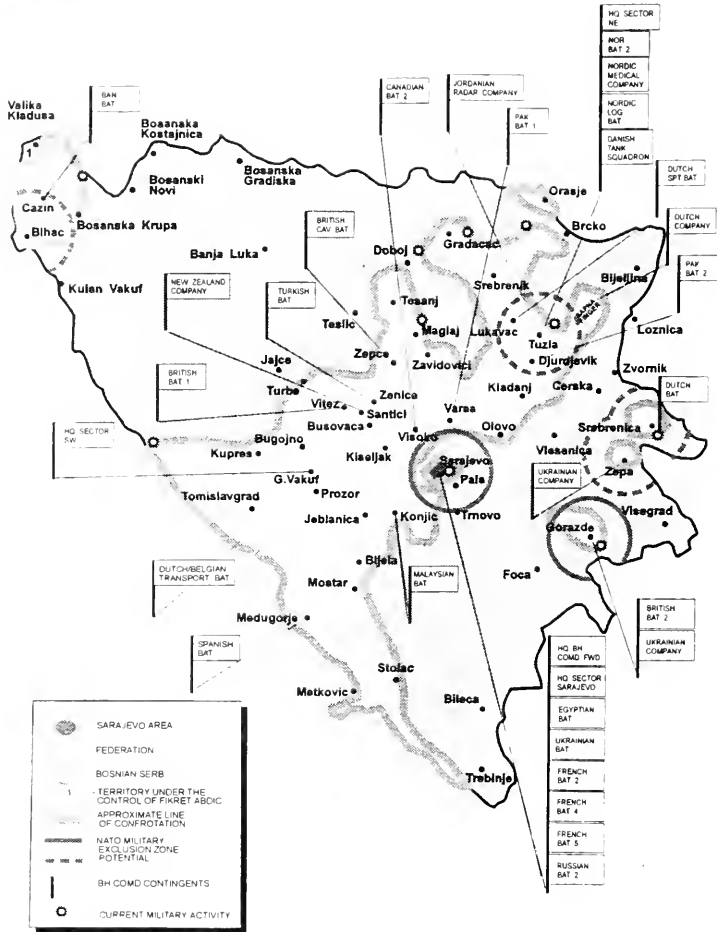 HQ SECTOR
NE
NOR
BAT 2
NORDIC
MEDICAL
COMPANY
NORDIC
LOG
BAT
DANISH
TANK
SQUADRON
BAN
BAT
CANADIAN
BAT 2
JORDANIAN
RADAR COMPANY
PAK
BAT 1
Valika
Kladusa
1
Bosanska
Kostajnica
Bosanski
Novi
Bosanska
Gradiska
Cazin
Bihac
Bosanska Krupa
Banja Luka
Kulen Vakuf
BRITISH
CAV BAT
NEW ZEALAND
COMPANY
TURKISH
BAT
BRITISH
BAT 1
HQ SECTOR
SW
DUTCH
SPT BAT
DUTCH
COMPANY
PAK
BAT 2
Orasje
Brcko
Gradacac
Doboj
Srebrenik
Bijeljina
SAPNA
FINGER
Tesanj
Teslic
Maglaj
Lukavac
Tuzla
Loznica
Zepce
Zavidovici
Djurdjevik
Zvornik
Jajce
Turbe
Zenica
Kladanj
Cerska
DUTCH
BAT
Vitez
Santici
Busovaca
Varaa
Visoko
Olovo
Vlasenica
Srebrenica
Bugojno
Kupres
Kiseljak
Sarajevo
Pale
UKRAINIAN
COMPANY
Zepa
G.Vakuf
Prozor
Tomislavgrad
Jablanica
Konjic
Trnovo
Gorazde
Visegrad
Bijela
Foca
DUTCH/BELGIAN
TRANSPORT BAT
Mostar
MALAYSIAN
BAT
Medugorje
BRITISH
BAT 2
UKRAINIAN
COMPANY
SPANISH
BAT
Stolac
Metkovic
Bileca
Trebinje
HQ BH
COMD FWD
HQ SECTOR
SARAJEVO
EGYPTIAN
BAT
UKRAINIAN
BAT
FRENCH
BAT 2
FRENCH
BAT 4
FRENCH
BAT 5
RUSSIAN
BAT 2
SARAJEVO AREA
FEDERATION
BOSNIAN SERB
1
- TERRITORY UNDER THE
CONTROL OF FIKRET ABDIC
APPROXIMATE LINE
OF CONFROTATION
NATO MILITARY
EXCLUSION ZONE
POTENTIAL
BH COMD CONTINGENTS
CURRENT MILITARY ACTIVITY